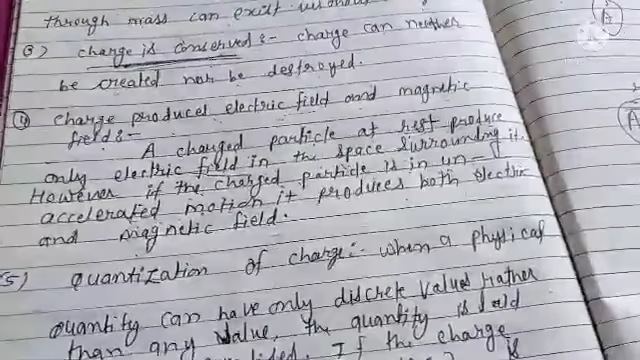 through mass can exist
3) charge is conserved :- charge can neither
be created nor be destroyed.
4) charge produces electric field and magnetic
fields :-
A charged particle at rest produce
only electric field in the space surrounding it.
However if the charged particle is in un-
accelerated motion it produces both electric
and magnetic field.
5) quantization of charge :- when a physical
quantity can have only discrete values rather
than any value, the quantity is
If the charge
is
A
A